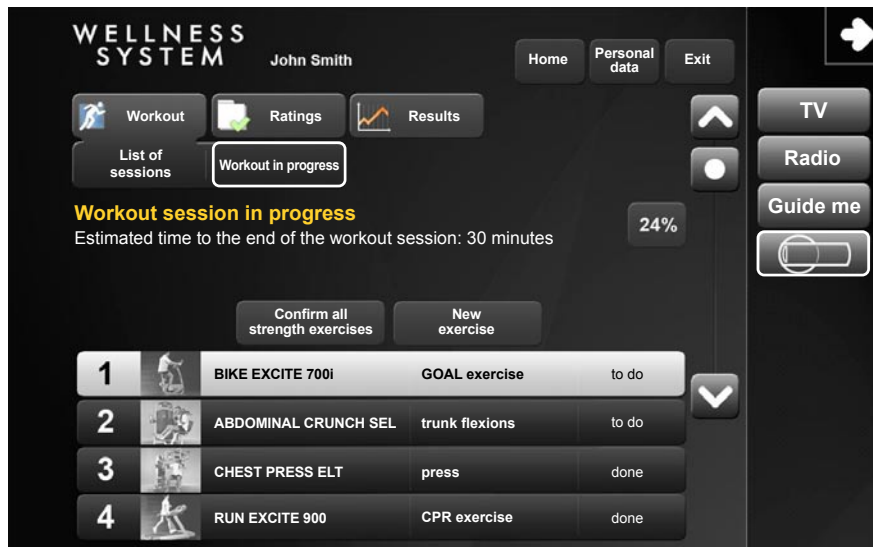 WELLNESS
SYSTEM
John Smith
Home
Personal
data
Exit
Workout
Ratings
Results
List of
sessions
Workout in progress
TV
Radio
Guide me
Workout session in progress
Estimated time to the end of the workout session: 30 minutes
24%
Confirm all
strength exercises
New
exercise
1 BIKE EXCITE 700i GOAL exercise to do
2 ABDOMINAL CRUNCH SEL trunk flexions to do
3 CHEST PRESS ELT press done
4 RUN EXCITE 900 CPR exercise done